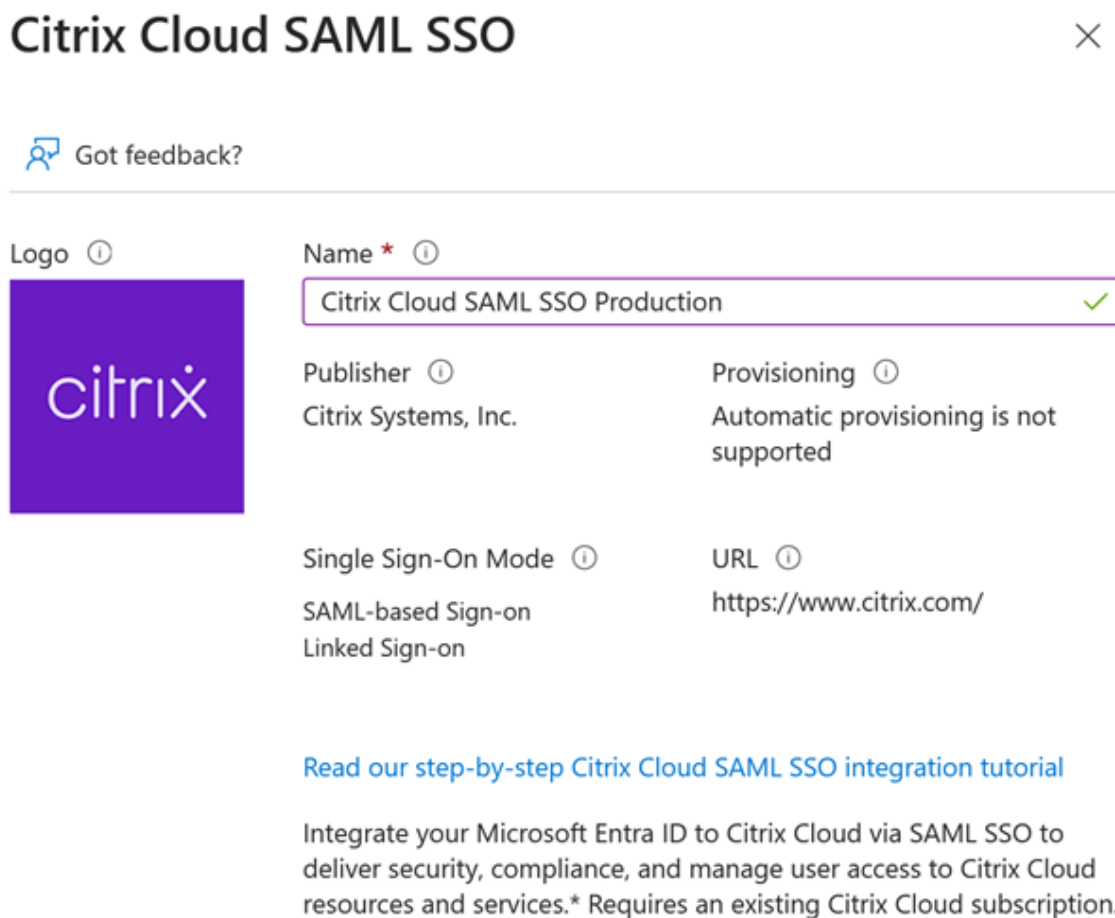 Citrix Cloud SAML SSO
Got feedback?
Logo
Name *
citrix
Citrix Cloud SAML SSO Production
Publisher
Provisioning
Citrix Systems, Inc.
Automatic provisioning is not
supported
Single Sign-On Mode
URL
SAML-based Sign-on
Linked Sign-on
https://www.citrix.com/
Read our step-by-step Citrix Cloud SAML SSO integration tutorial
Integrate your Microsoft Entra ID to Citrix Cloud via SAML SSO to
deliver security, compliance, and manage user access to Citrix Cloud
resources and services.* Requires an existing Citrix Cloud subscription.